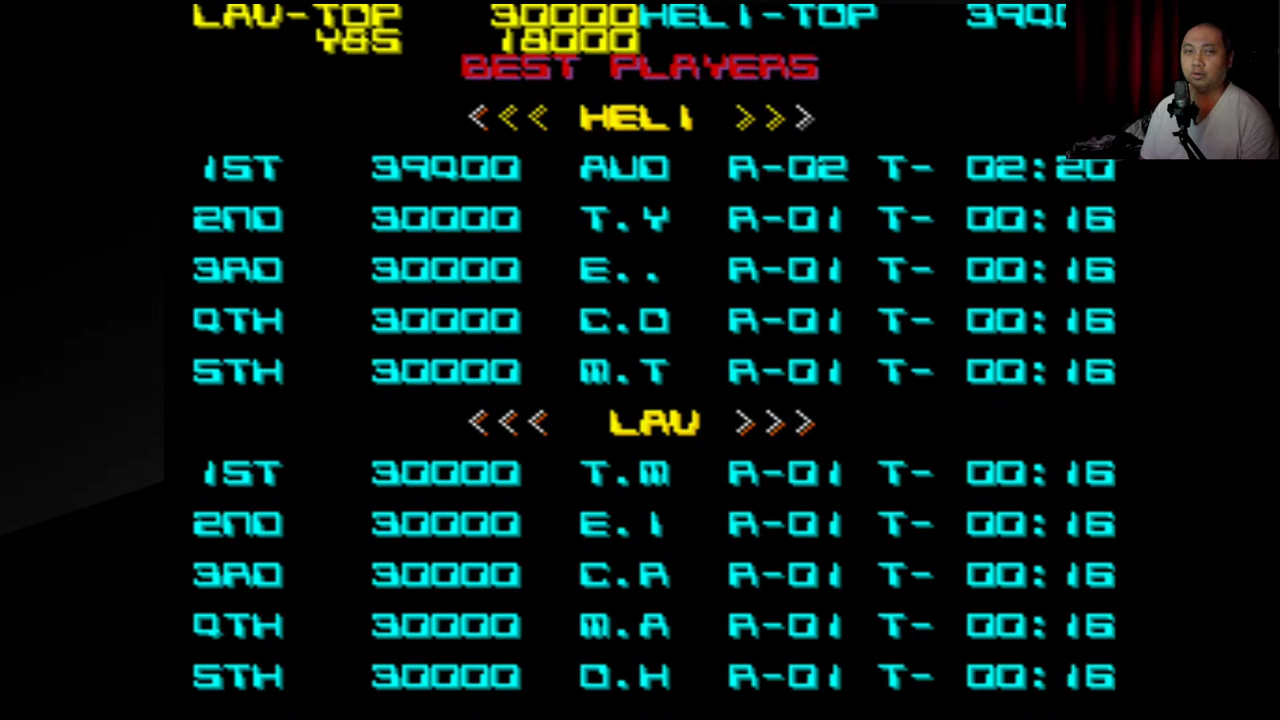 LAV-TOP 30000 HELI-TOP
Y&S 18000
BEST PLAYERS
<<< HELI >>>
1ST 39400 AUD R-02 T- 02:20
2ND 30000 T.Y R-01 T- 00:16
3RD 30000 E.. R-01 T- 00:16
4TH 30000 C.O R-01 T- 00:16
5TH 30000 M.T R-01 T- 00:16
<<< LAV >>>
1ST 30000 T.M R-01 T- 00:16
2ND 30000 E.I R-01 T- 00:16
3RD 30000 C.R R-01 T- 00:16
4TH 30000 M.A R-01 T- 00:16
5TH 30000 O.H R-01 T- 00:16